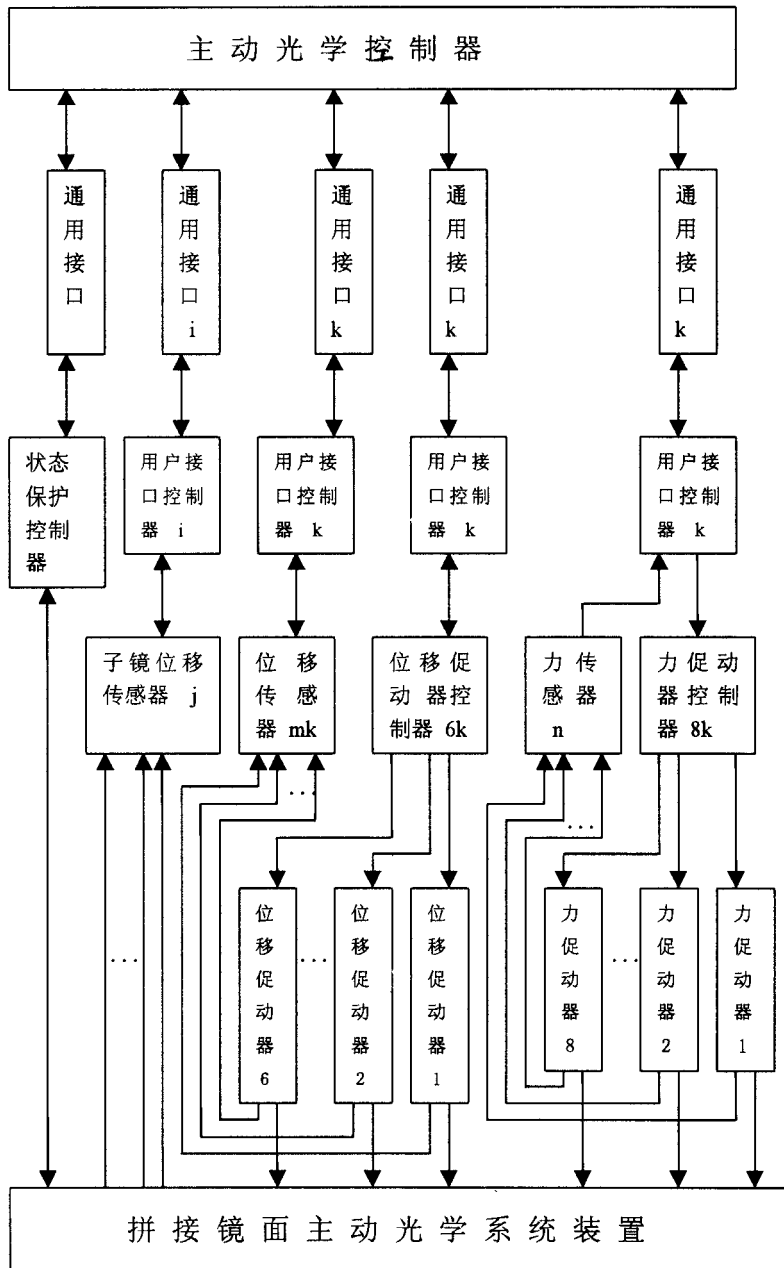 主动光学控制器
通用接口
通用接口 i
通用接口 k
通用接口 k
通用接口 k
状态
保护
控制
器
用户接
口控制
器 i
用户接
口控制
器 k
用户接
口控制
器 k
用户接
口控制
器 k
子镜位移
传感器 j
位移
传感
器 mk
位移促
动器控
制器 6k
力传
感器
n
力促动
器控制
器 8k
...
...
位移促动器 6
...
位移促动器 2
位移促动器 1
力促动器 8
...
力促动器 2
力促动器 1
...
拼接镜面主动光学系统装置